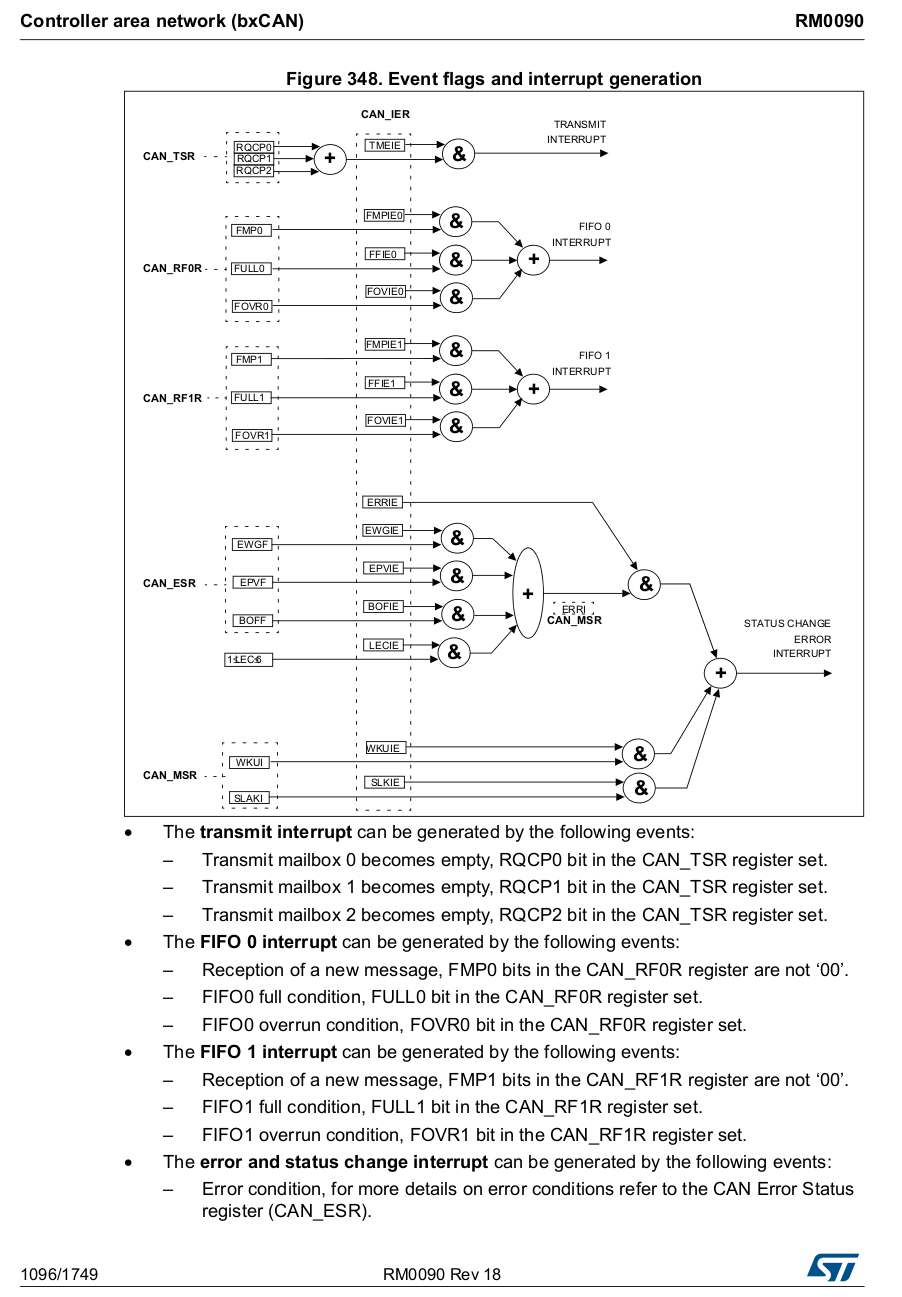 Controller area network (bxCAN) RM0090
Figure 348. Event flags and interrupt generation
CAN_IER
TRANSMIT
INTERRUPT
CAN_TSR
RQCP0
RQCP1
RQCP2
+
TMEIE
&
FMPIE0
&
FMP0
FIFO 0
INTERRUPT
CAN_RF0R
FULL0
FFIE0
&
+
FOVIE0
&
FOVR0
FMPIE1
&
FMP1
FIFO 1
INTERRUPT
CAN_RF1R
FULL1
FFIE1
&
+
FOVIE1
&
FOVR1
ERRIE
EWGIE
&
EWGF
CAN_ESR
EPVF
EPVIE
&
+
&
BOFIE
&
BOFF
ERRI
CAN_MSR
LECIE
&
1≤LEC≤6
STATUS CHANGE
ERROR
INTERRUPT
+
WKUIE
&
WKUI
CAN_MSR
SLKIE
&
SLAKI
• The transmit interrupt can be generated by the following events:
– Transmit mailbox 0 becomes empty, RQCP0 bit in the CAN_TSR register set.
– Transmit mailbox 1 becomes empty, RQCP1 bit in the CAN_TSR register set.
– Transmit mailbox 2 becomes empty, RQCP2 bit in the CAN_TSR register set.
• The FIFO 0 interrupt can be generated by the following events:
– Reception of a new message, FMP0 bits in the CAN_RF0R register are not ‘00’.
– FIFO0 full condition, FULL0 bit in the CAN_RF0R register set.
– FIFO0 overrun condition, FOVR0 bit in the CAN_RF0R register set.
• The FIFO 1 interrupt can be generated by the following events:
– Reception of a new message, FMP1 bits in the CAN_RF1R register are not ‘00’.
– FIFO1 full condition, FULL1 bit in the CAN_RF1R register set.
– FIFO1 overrun condition, FOVR1 bit in the CAN_RF1R register set.
• The error and status change interrupt can be generated by the following events:
– Error condition, for more details on error conditions refer to the CAN Error Status
register (CAN_ESR).
1096/1749 RM0090 Rev 18 ST